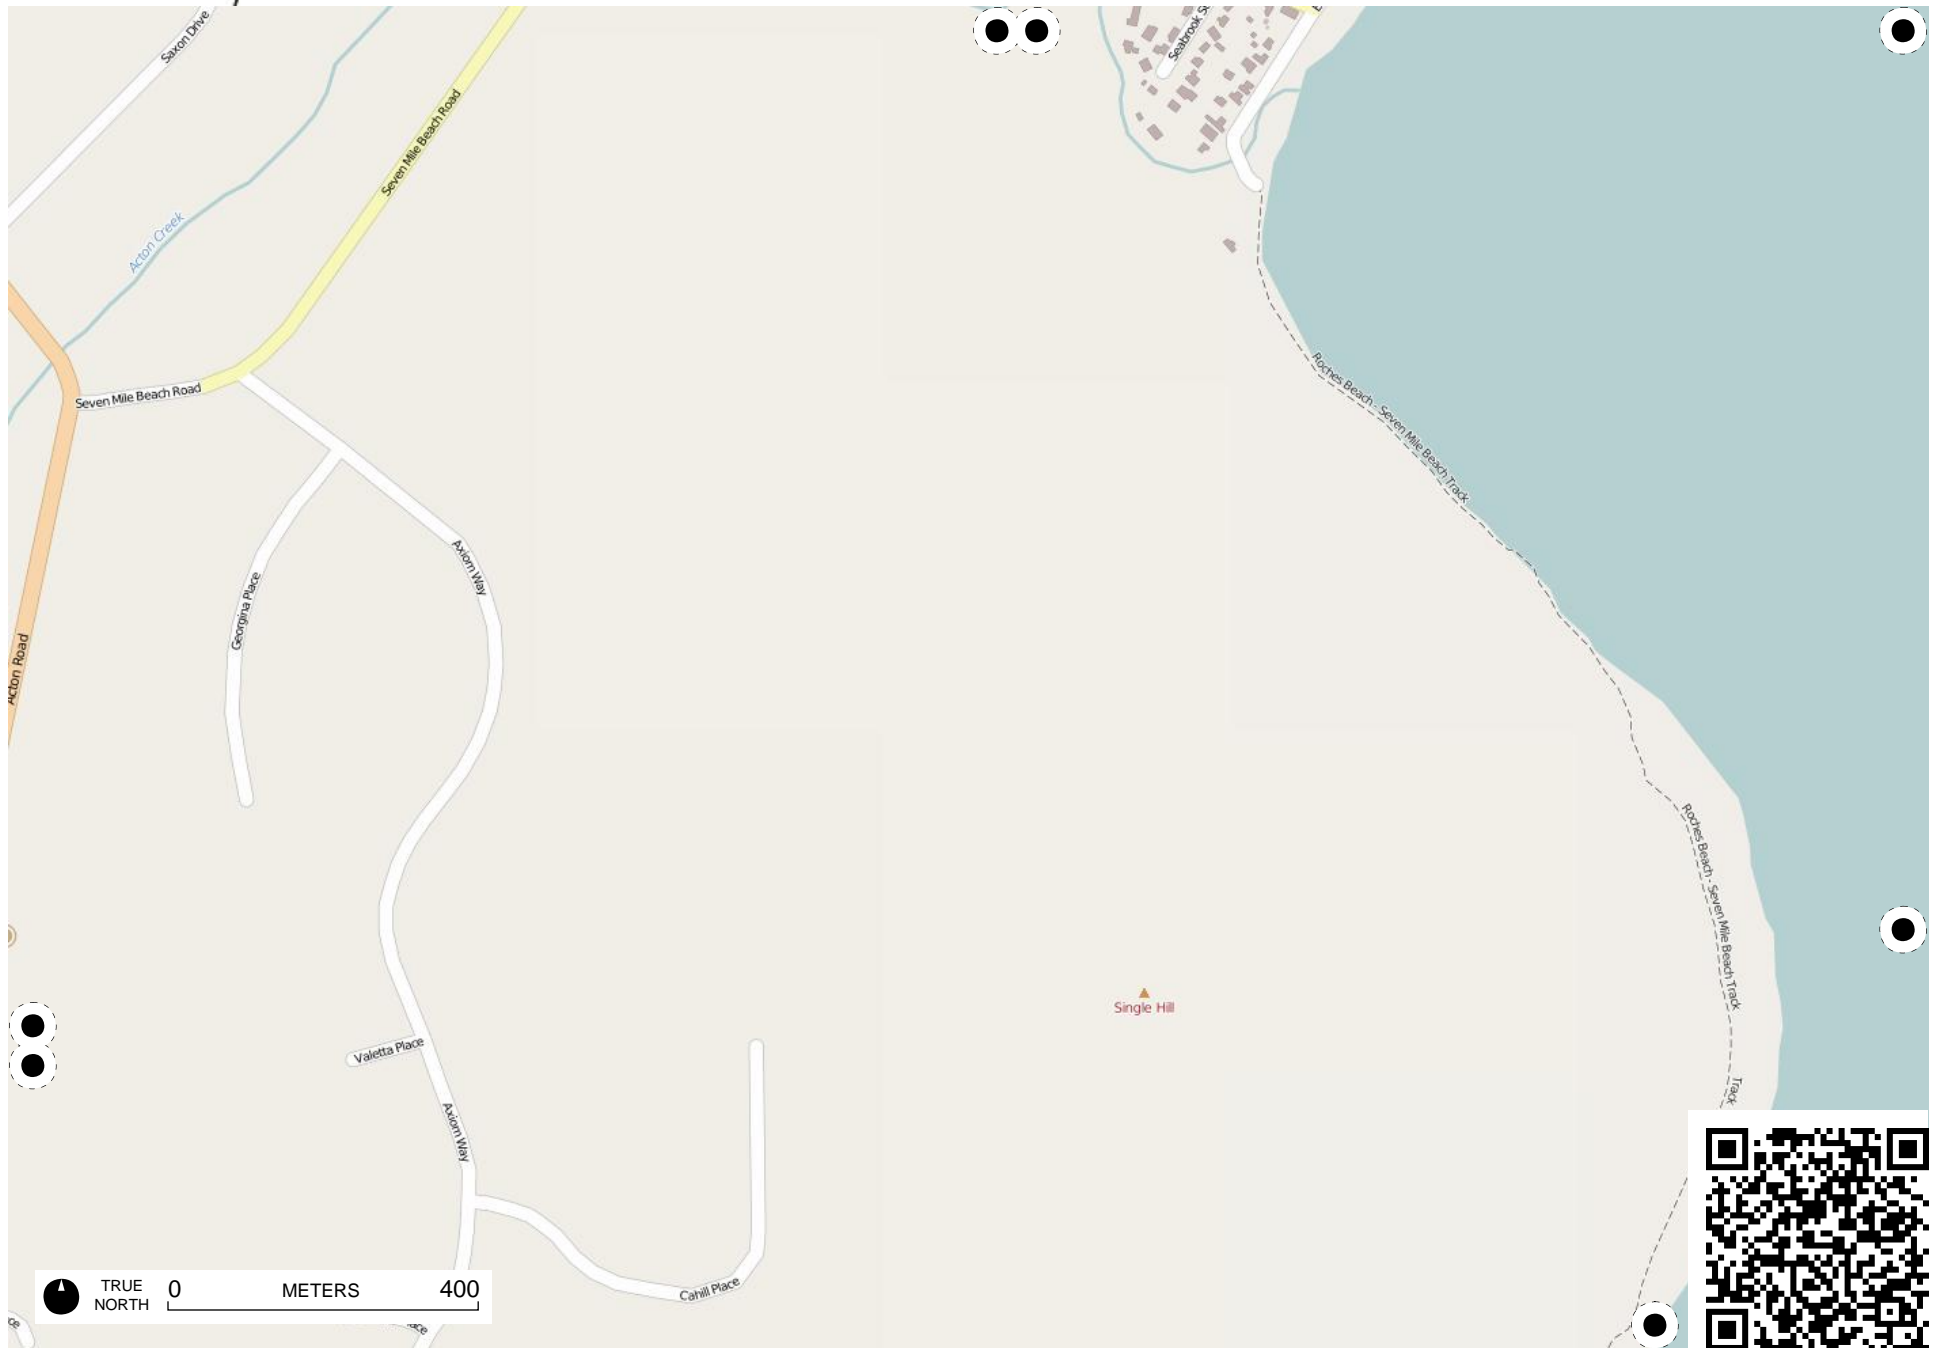 Saxon Drive
Seabrook
Seven Mile Beach Road
Acton Creek
Roches Beach - Seven Mile Beach Track
Seven Mile Beach Road
Axiom Way
Georgina Place
Acton Road
Roches Beach - Seven Mile Beach Track
Single Hill
Valetta Place
Track
Axiom Way
TRUE
NORTH
0 METERS 400
Cahill Place